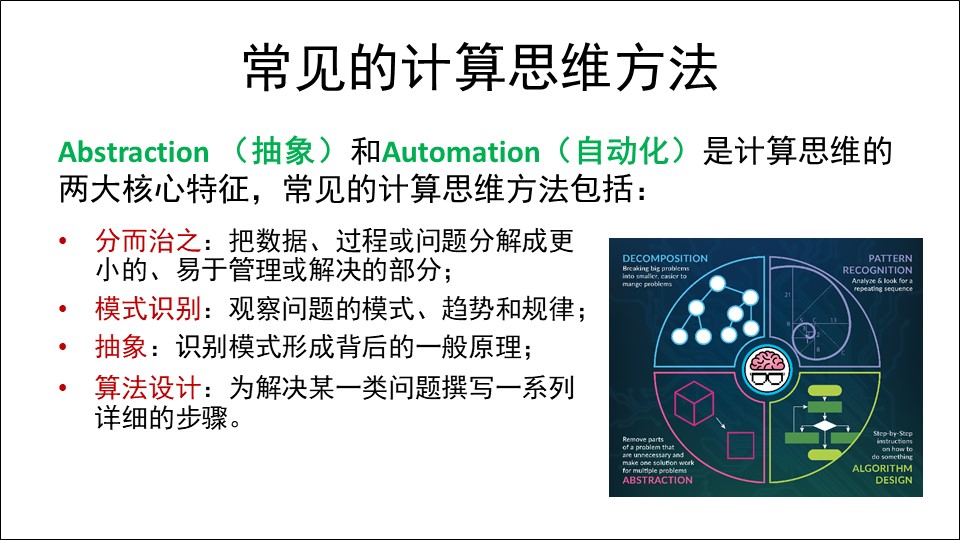 常见的计算思维方法
Abstraction （抽象）和Automation（自动化）是计算思维的
两大核心特征，常见的计算思维方法包括：
• 分而治之：把数据、过程或问题分解成更
小的、易于管理或解决的部分；
• 模式识别：观察问题的模式、趋势和规律；
• 抽象：识别模式形成背后的一般原理；
• 算法设计：为解决某一类问题撰写一系列
详细的步骤。
DECOMPOSITION
Breaking big problems
into smaller, easier to
mange problems
PATTERN
RECOGNITION
Analyze & look for a
repeating sequence
21
S
C
13
B
C
Remove parts
of a problem that
are unnecessary and
make one solution work
for multiple problems
ABSTRACTION
Step-by-Step
instructions
on how to
do something
ALGORITHM
DESIGN